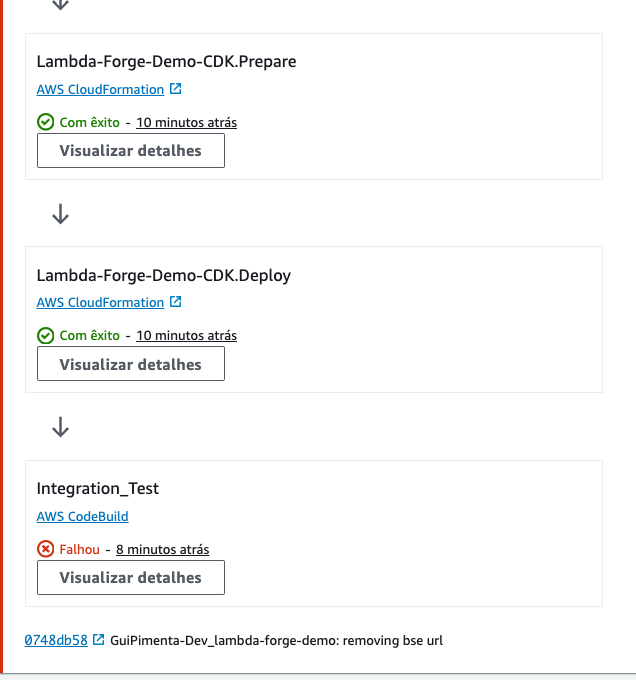 Lambda-Forge-Demo-CDK.Prepare
AWS CloudFormation
Com êxito - 10 minutos atrás
Visualizar detalhes
Lambda-Forge-Demo-CDK.Deploy
AWS CloudFormation
Com êxito - 10 minutos atrás
Visualizar detalhes
Integration_Test
AWS CodeBuild
Falhou - 8 minutos atrás
Visualizar detalhes
0748db58 GuiPimenta-Dev_lambda-forge-demo: removing bse url